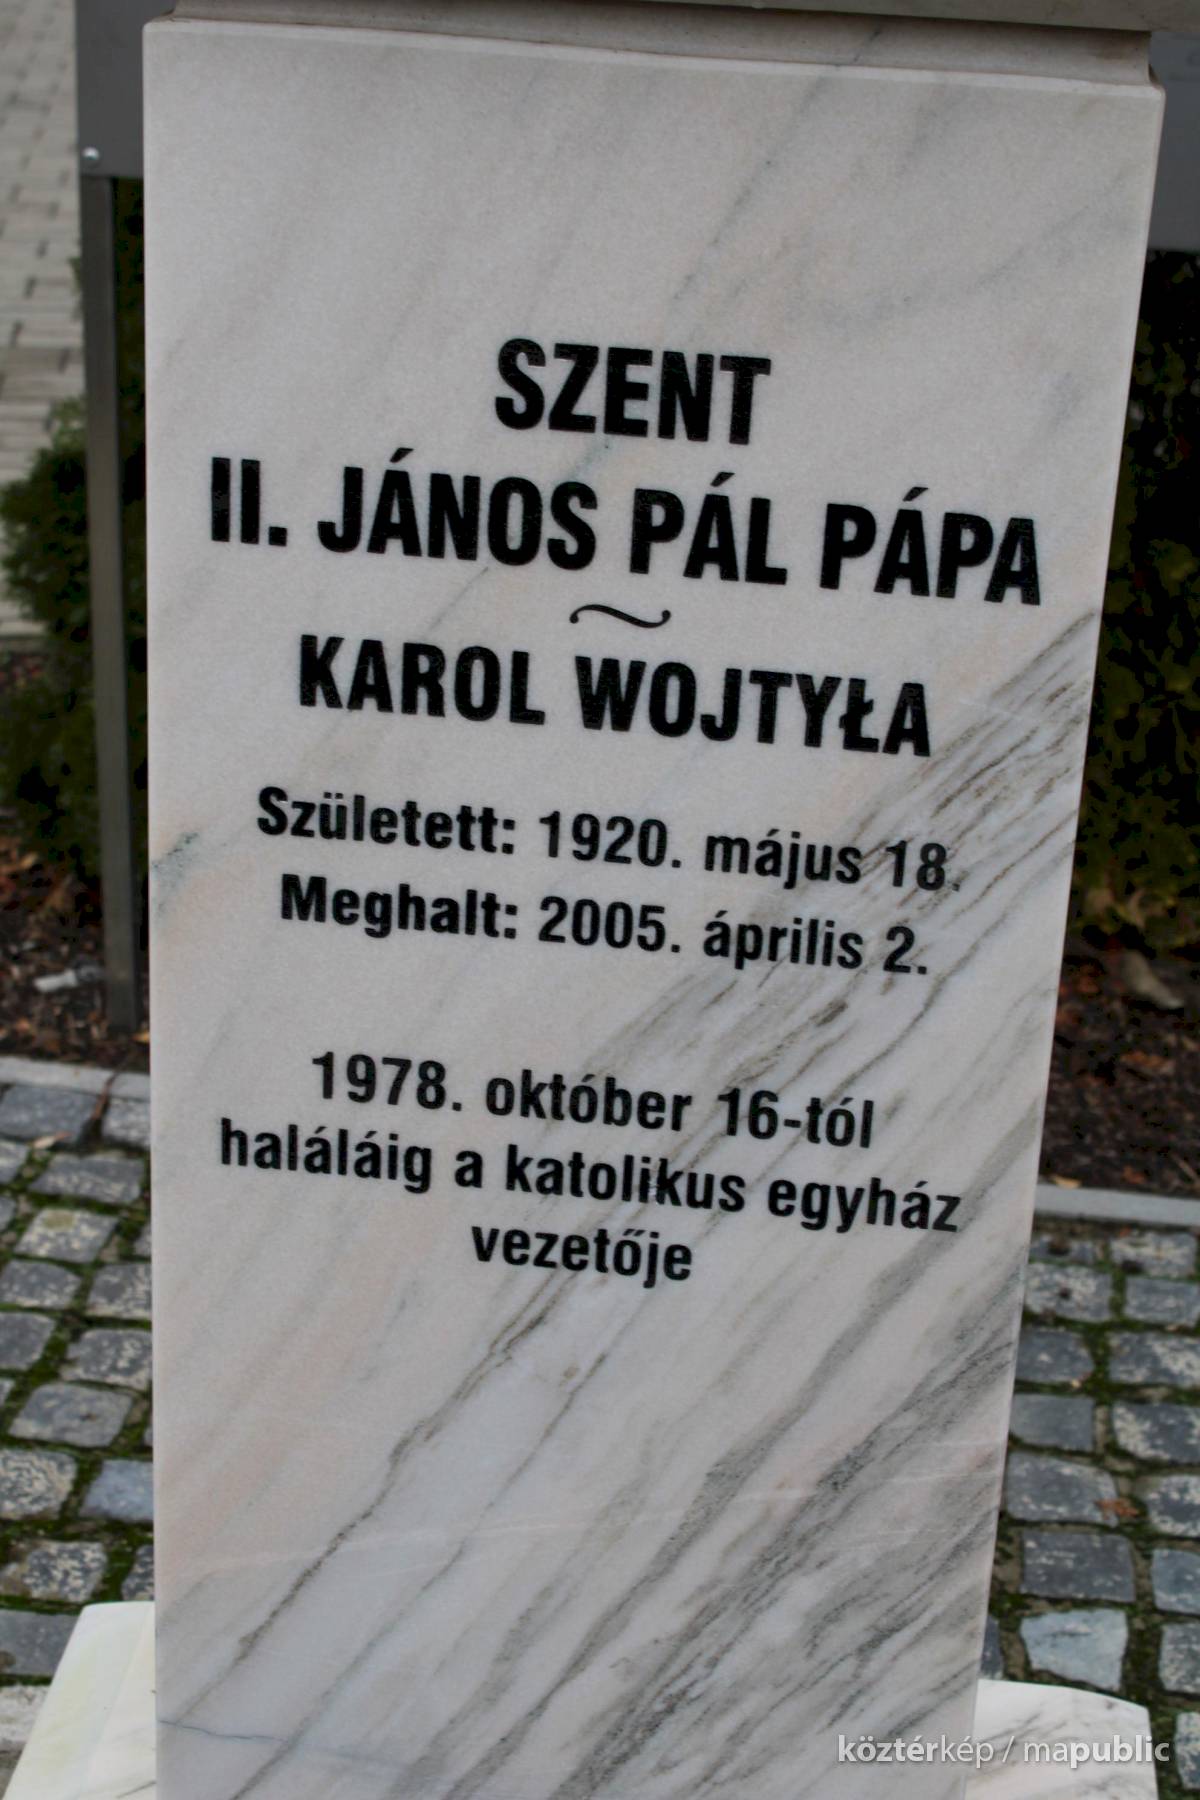 SZENT
II. JÁNOS PÁL PÁPA
~
KAROL WOJTYŁA
Született: 1920. május 18.
Meghalt: 2005. április 2.
1978. október 16-tól
haláláig a katolikus egyház
vezetője
köztérkép / mapublic